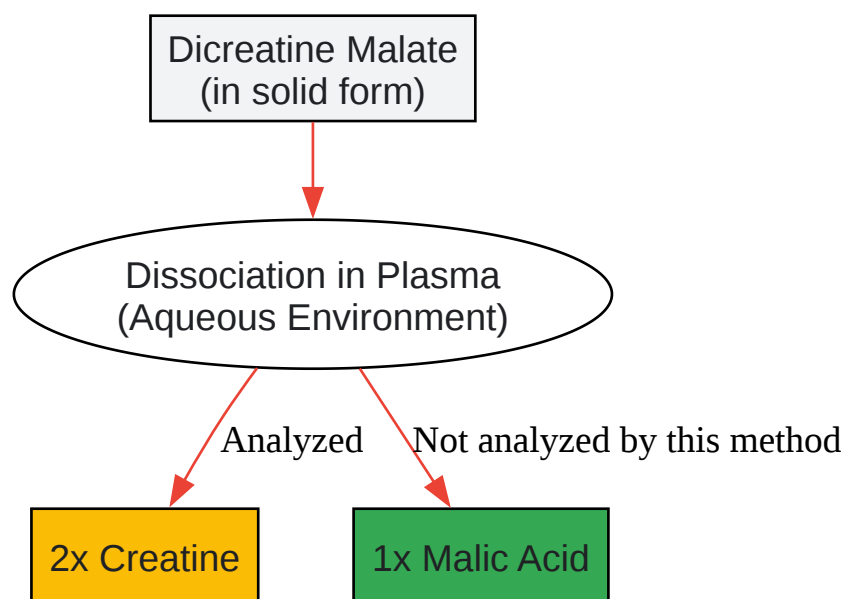 Dicreatine Malate
(in solid form)
Dissociation in Plasma
(Aqueous Environment)
Analyzed
Not analyzed by this method
2x Creatine
1x Malic Acid